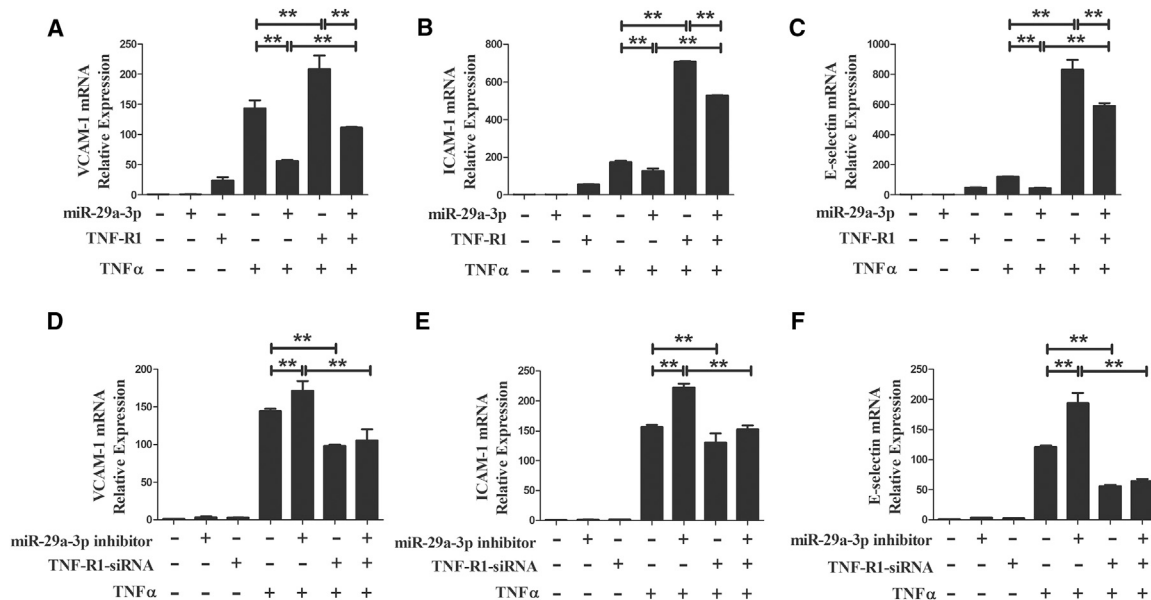 A
VCAM-1 mRNA
Relative Expression
250
200
150
100
50
0
** **
** **
miR-29a-3p - + - - + - +
TNF-R1 - - + - - + +
TNFα - - - + + + +
B
ICAM-1 mRNA
Relative Expression
800
600
400
200
0
** **
** **
miR-29a-3p - + - - + - +
TNF-R1 - - + - - + +
TNFα - - - + + + +
C
E-selectin mRNA
Relative Expression
1000
800
600
400
200
0
** **
** **
miR-29a-3p - + - - + - +
TNF-R1 - - + - - + +
TNFα - - - + + + +
D
VCAM-1 mRNA
Relative Expression
200
150
100
50
0
**
** **
miR-29a-3p inhibitor - + - - + - +
TNF-R1-siRNA - - + - - + +
TNFα - - - + + + +
E
ICAM-1 mRNA
Relative Expression
250
200
150
100
50
0
**
** **
miR-29a-3p inhibitor - + - - + - +
TNF-R1-siRNA - - + - - + +
TNFα - - - + + + +
F
E-selectin mRNA
Relative Expression
250
200
150
100
50
0
**
** **
miR-29a-3p inhibitor - + - - + - +
TNF-R1-siRNA - - + - - + +
TNFα - - - + + + +